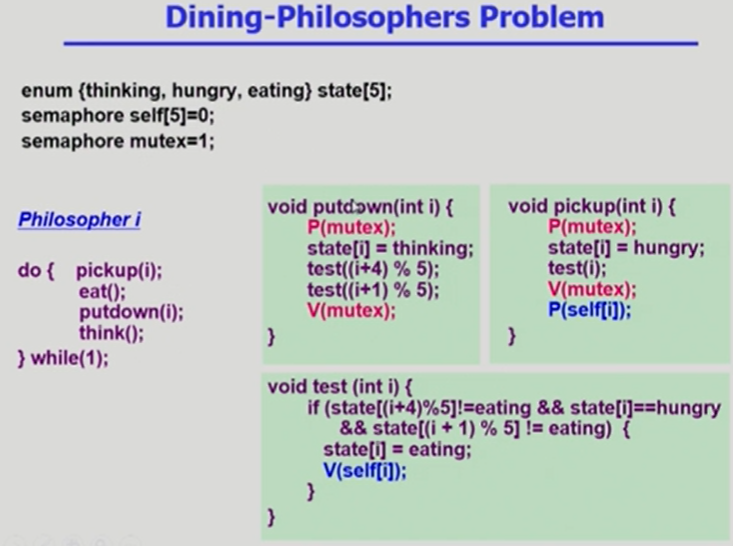 Dining-Philosophers Problem
enum {thinking, hungry, eating} state[5];
semaphore self[5]=0;
semaphore mutex=1;
Philosopher i
do { pickup(i);
eat();
putdown(i);
think();
} while(1);
void putdown(int i) {
P(mutex);
state[i] = thinking;
test((i+4) % 5);
test((i+1) % 5);
V(mutex);
}
void pickup(int i) {
P(mutex);
state[i] = hungry;
test(i);
V(mutex);
P(self[i]);
}
void test (int i) {
if (state[(i+4)%5]!=eating && state[i]==hungry
&& state[(i + 1) % 5] != eating) {
state[i] = eating;
V(self[i]);
}
}